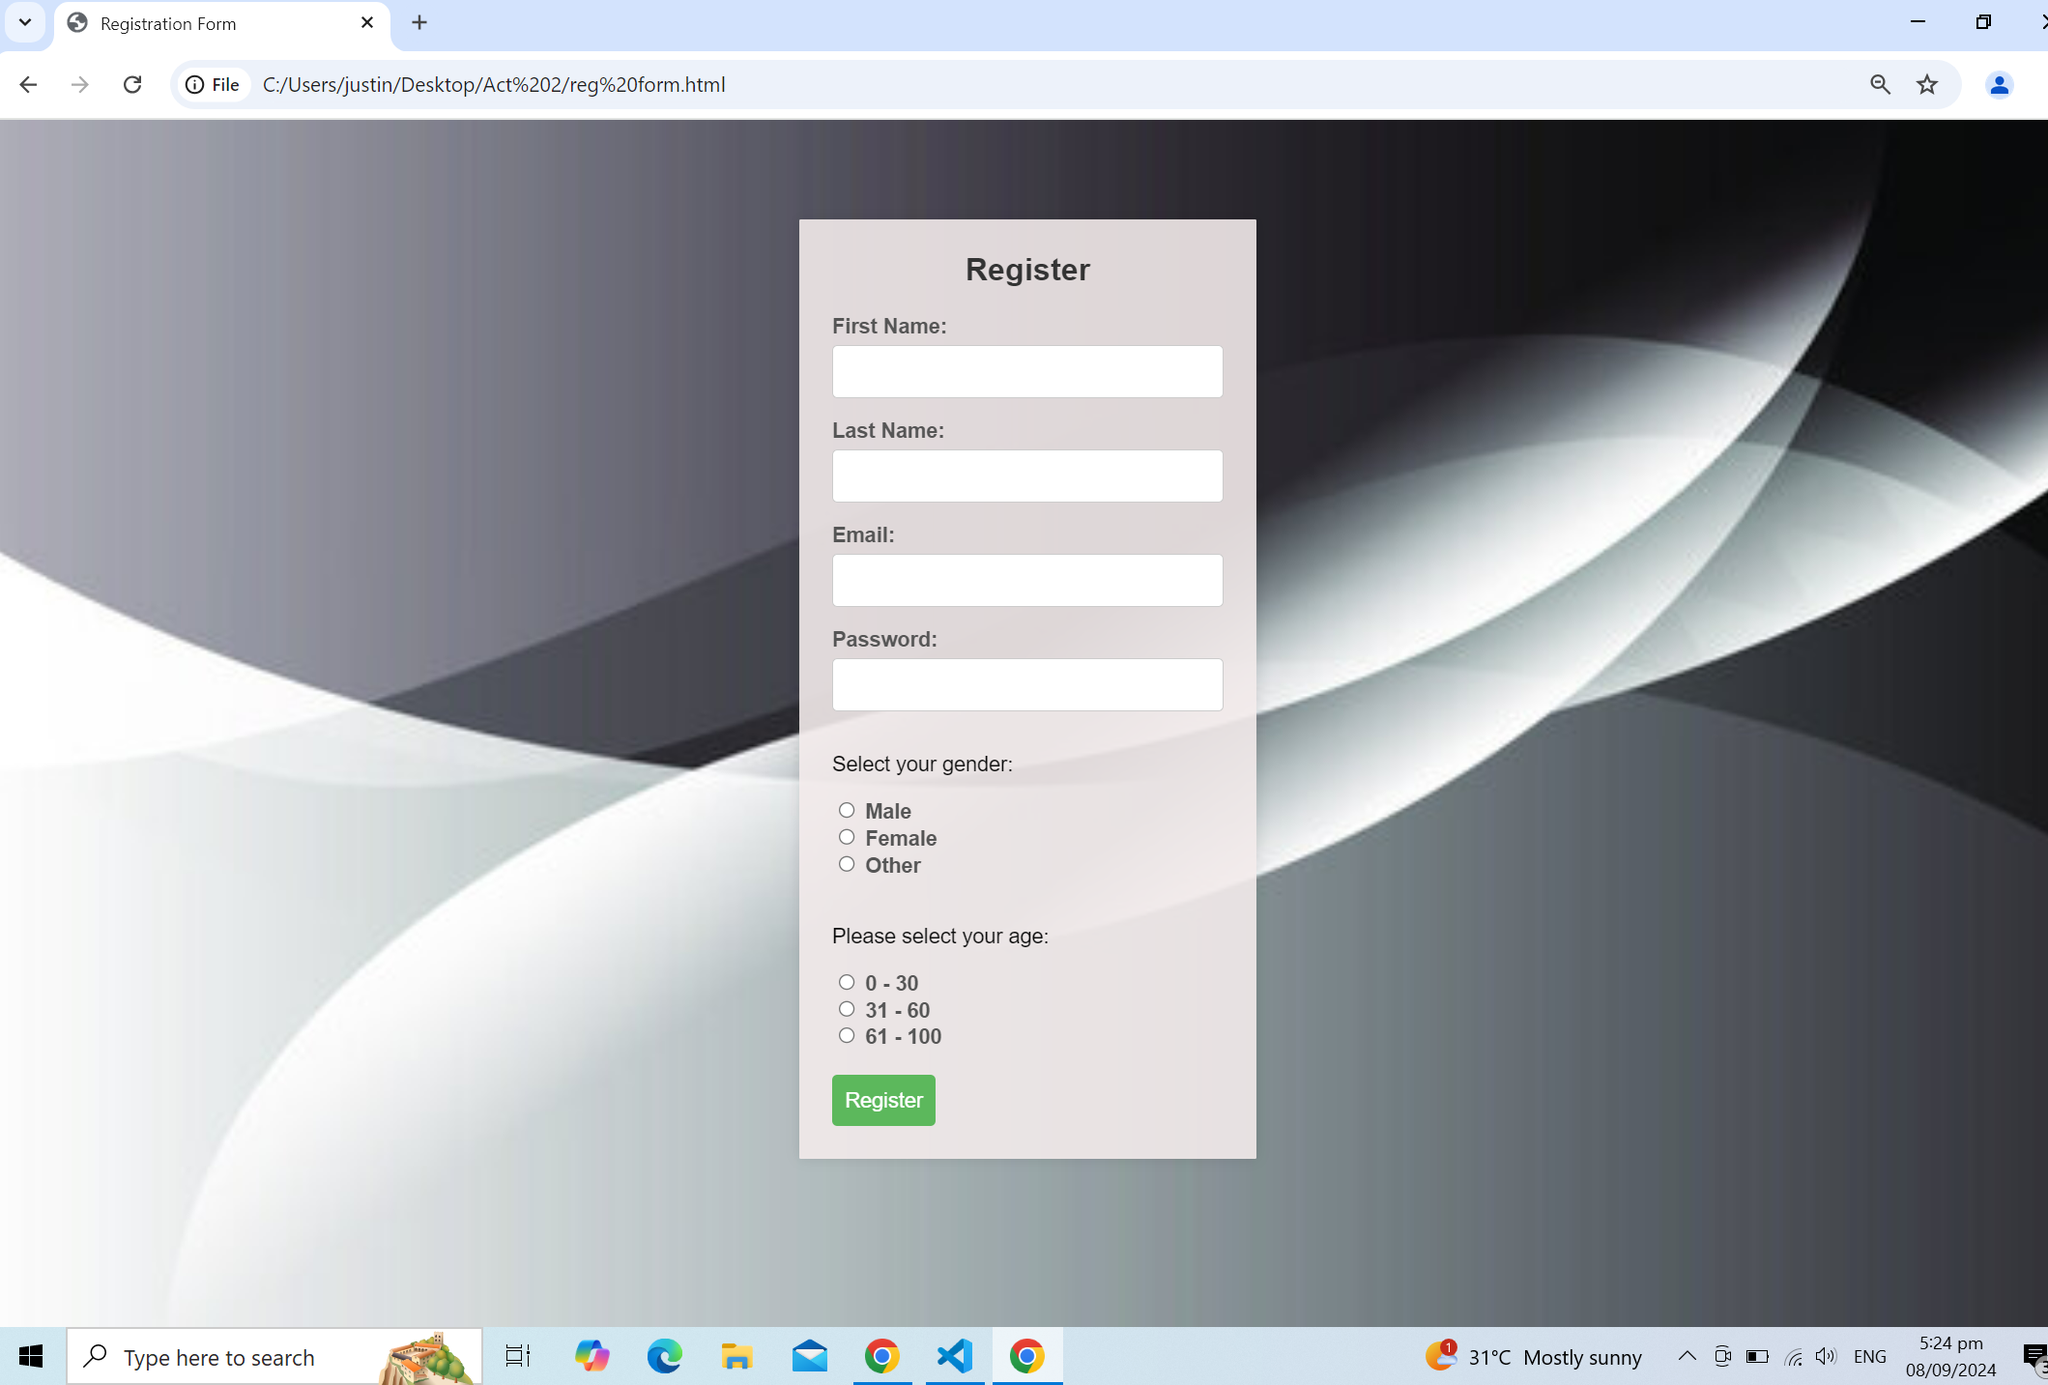 Registration Form
File
C:/Users/justin/Desktop/Act%202/reg%20form.html
Register
First Name:
Last Name:
Email:
Password:
Select your gender:
Male
Female
Other
Please select your age:
0 - 30
31 - 60
61 - 100
Register
Type here to search
1
31°C Mostly sunny
ENG
5:24 pm
08/09/2024